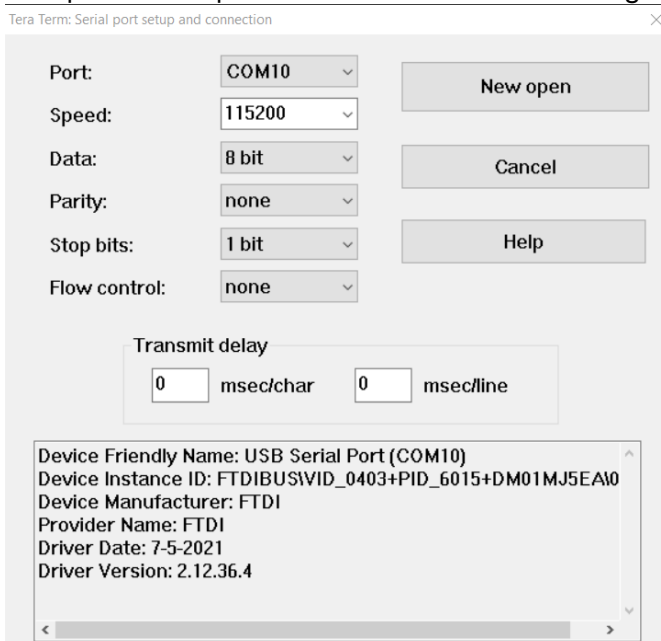 Tera Term: Serial port setup and connection
Port: COM10 New open
Speed: 115200
Data: 8 bit Cancel
Parity: none
Stop bits: 1 bit Help
Flow control: none
Transmit delay
0 msec/char 0 msec/line
Device Friendly Name: USB Serial Port (COM10)
Device Instance ID: FTDIBUS\VID_0403+PID_6015+DM01MJ5EA\0
Device Manufacturer: FTDI
Provider Name: FTDI
Driver Date: 7-5-2021
Driver Version: 2.12.36.4